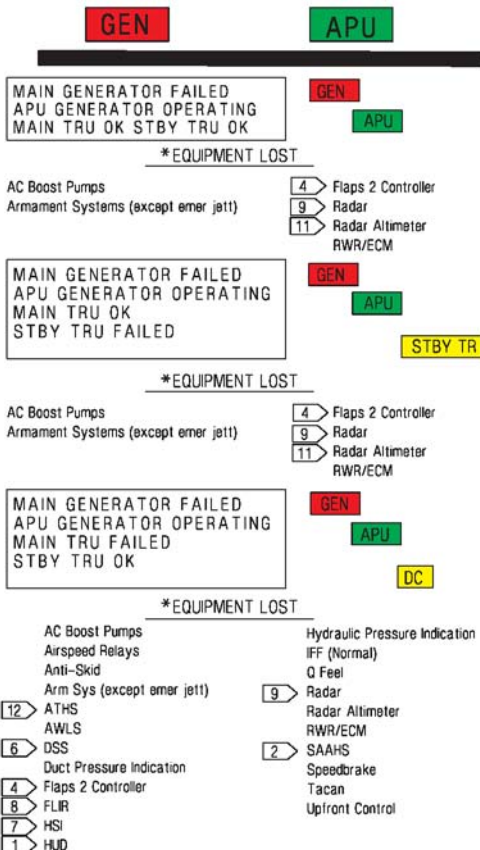 GEN APU
MAIN GENERATOR FAILED
APU GENERATOR OPERATING
MAIN TRU OK STBY TRU OK
GEN
APU
*EQUIPMENT LOST
AC Boost Pumps
Armament Systems (except emer jett)
4 Flaps 2 Controller
9 Radar
11 Radar Altimeter
RWR/ECM
MAIN GENERATOR FAILED
APU GENERATOR OPERATING
MAIN TRU OK
STBY TRU FAILED
GEN
APU
STBY TR
*EQUIPMENT LOST
AC Boost Pumps
Armament Systems (except emer jett)
4 Flaps 2 Controller
9 Radar
11 Radar Altimeter
RWR/ECM
MAIN GENERATOR FAILED
APU GENERATOR OPERATING
MAIN TRU FAILED
STBY TRU OK
GEN
APU
DC
*EQUIPMENT LOST
AC Boost Pumps
Airspeed Relays
Anti-Skid
Arm Sys (except emer jett)
12 ATHS
AWLS
6 DSS
Duct Pressure Indication
4 Flaps 2 Controller
8 FLIR
7 HSI
1 HUD
Hydraulic Pressure Indication
IFF (Normal)
Q Feel
9 Radar
Radar Altimeter
RWR/ECM
2 SAAHS
Speedbrake
Tacan
Upfront Control